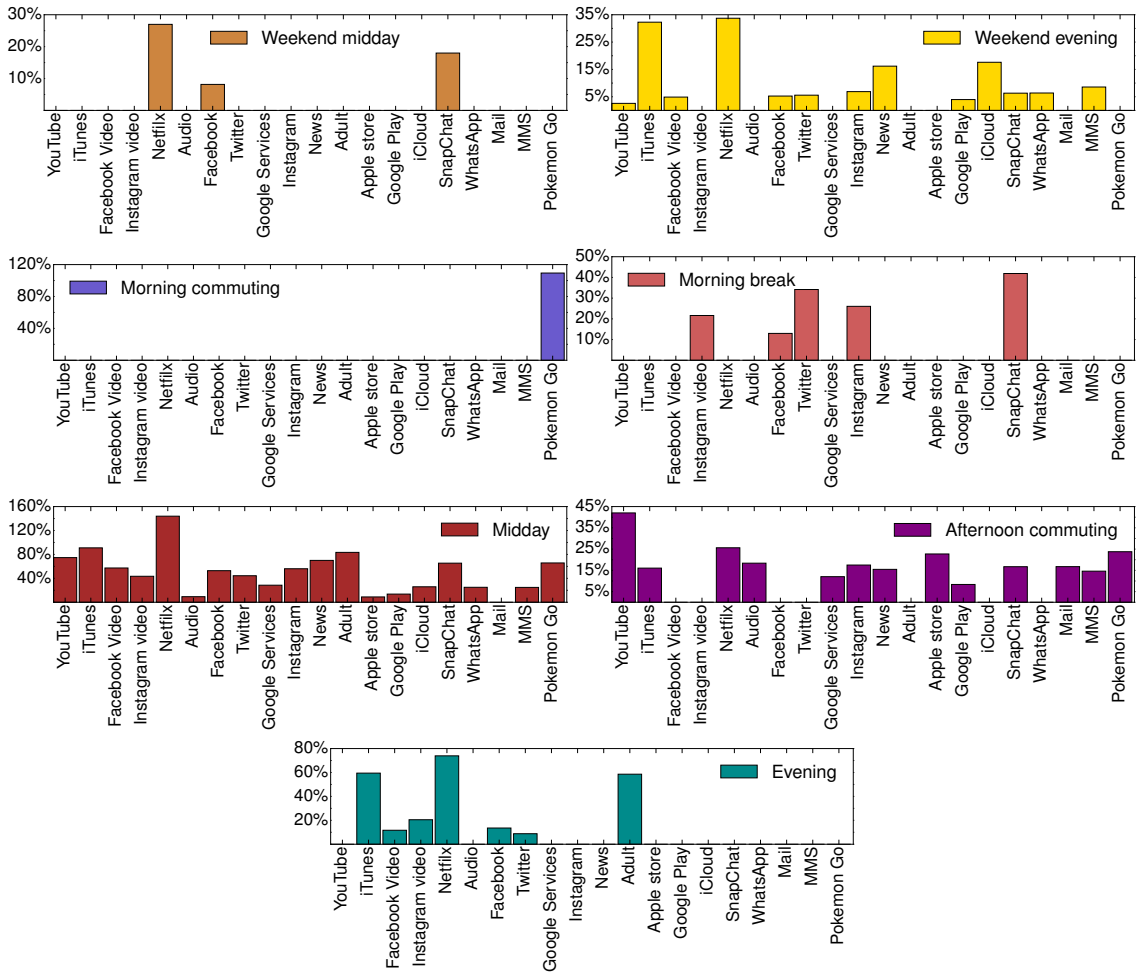 30%
20%
10%
Weekend midday
YouTube
iTunes
Facebook Video
Instagram video
Netfilx
Audio
Facebook
Twitter
Google Services
Instagram
News
Adult
Apple store
Google Play
iCloud
SnapChat
WhatsApp
Mail
MMS
Pokemon Go
35%
25%
15%
5%
Weekend evening
YouTube
iTunes
Facebook Video
Instagram video
Netfilx
Audio
Facebook
Twitter
Google Services
Instagram
News
Adult
Apple store
Google Play
iCloud
SnapChat
WhatsApp
Mail
MMS
Pokemon Go
120%
80%
40%
Morning commuting
YouTube
iTunes
Facebook Video
Instagram video
Netfilx
Audio
Facebook
Twitter
Google Services
Instagram
News
Adult
Apple store
Google Play
iCloud
SnapChat
WhatsApp
Mail
MMS
Pokemon Go
50%
40%
30%
20%
10%
Morning break
YouTube
iTunes
Facebook Video
Instagram video
Netfilx
Audio
Facebook
Twitter
Google Services
Instagram
News
Adult
Apple store
Google Play
iCloud
SnapChat
WhatsApp
Mail
MMS
Pokemon Go
160%
120%
80%
40%
Midday
YouTube
iTunes
Facebook Video
Instagram video
Netfilx
Audio
Facebook
Twitter
Google Services
Instagram
News
Adult
Apple store
Google Play
iCloud
SnapChat
WhatsApp
Mail
MMS
Pokemon Go
45%
35%
25%
15%
5%
Afternoon commuting
YouTube
iTunes
Facebook Video
Instagram video
Netfilx
Audio
Facebook
Twitter
Google Services
Instagram
News
Adult
Apple store
Google Play
iCloud
SnapChat
WhatsApp
Mail
MMS
Pokemon Go
80%
60%
40%
20%
Evening
YouTube
iTunes
Facebook Video
Instagram video
Netfilx
Audio
Facebook
Twitter
Google Services
Instagram
News
Adult
Apple store
Google Play
iCloud
SnapChat
WhatsApp
Mail
MMS
Pokemon Go